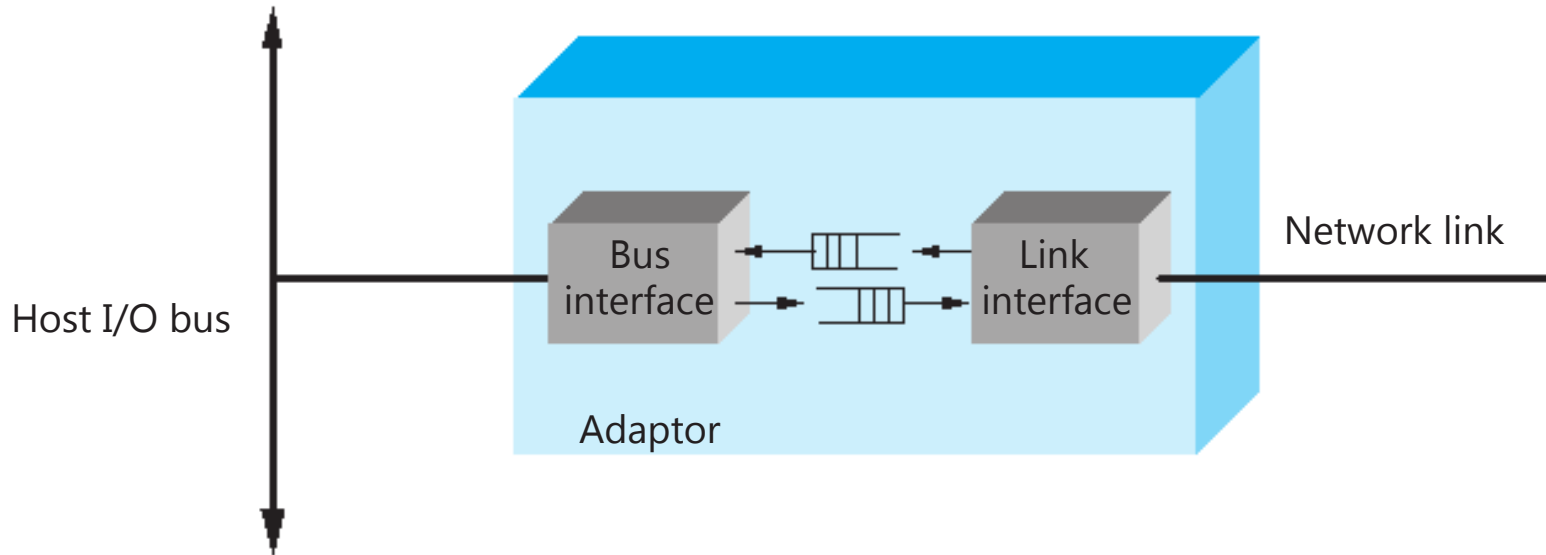 Host I/O bus
Bus
interface
Link
interface
Network link
Adaptor